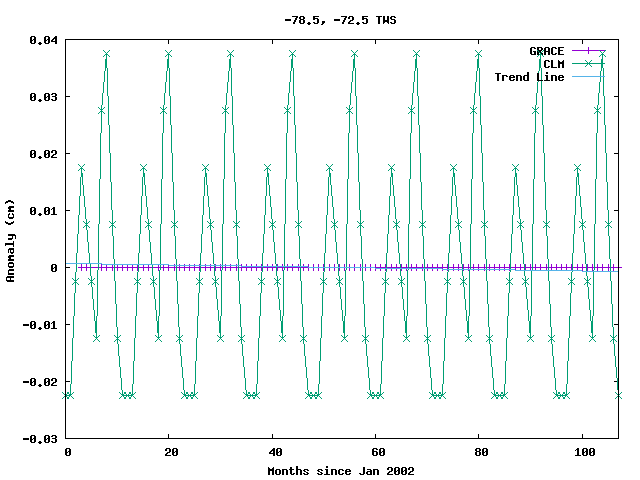 -78.5, -72.5 TWS
GRACE
CLM
Trend Line
0.04
0.03
0.02
0.01
0
-0.01
-0.02
-0.03
Anomaly (cm)
0 20 40 60 80 100
Months since Jan 2002